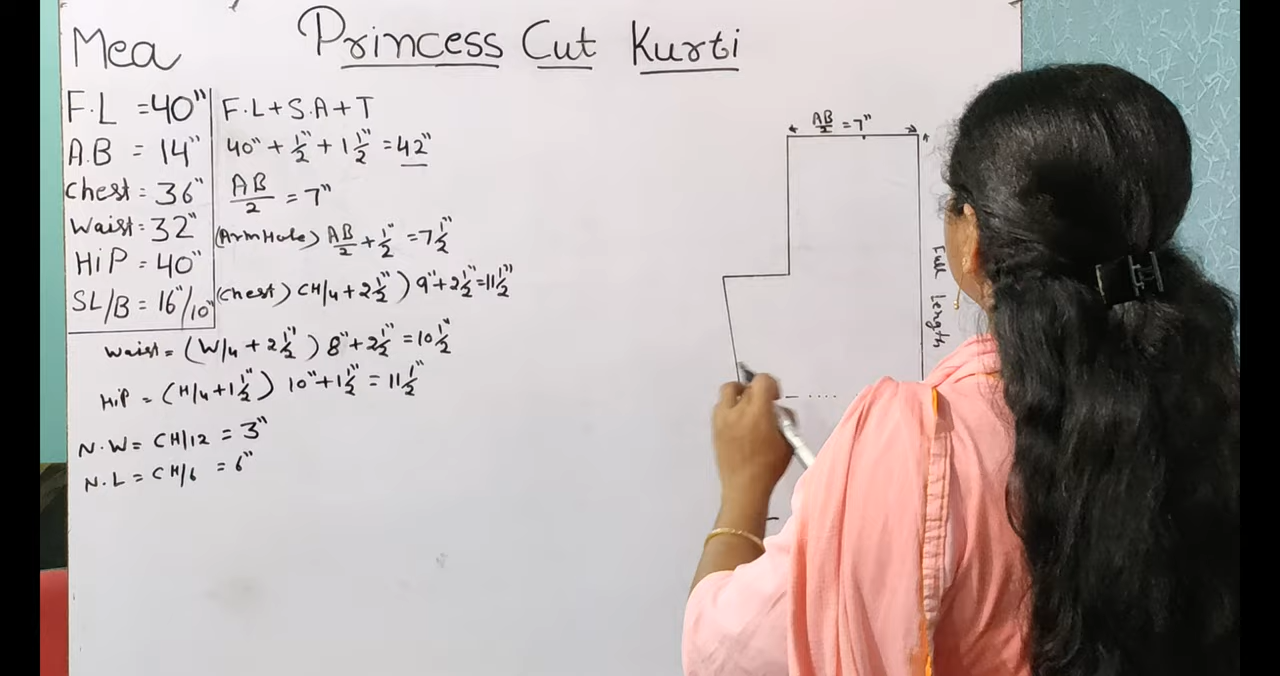 Princess Cut Kurti
Mea
F.L = 40"
A.B = 14"
Chest = 36"
Waist = 32"
HiP = 40"
SL/B = 16"/10"
F.L + S.A + T
40" + 1/2" + 1 1/2" = 42"
AB/2 = 7"
(ArmHole) AB/2 + 1/2" = 7 1/2"
(Chest) CH/4 + 2 1/2") 9" + 2 1/2" = 11 1/2"
Waist = (W/4 + 2 1/2") 8" + 2 1/2" = 10 1/2"
HiP = (H/4 + 1 1/2") 10" + 1 1/2" = 11 1/2"
N.W = CH/12 = 3"
N.L = CH/6 = 6"
AB/2 = 7"
Full Length